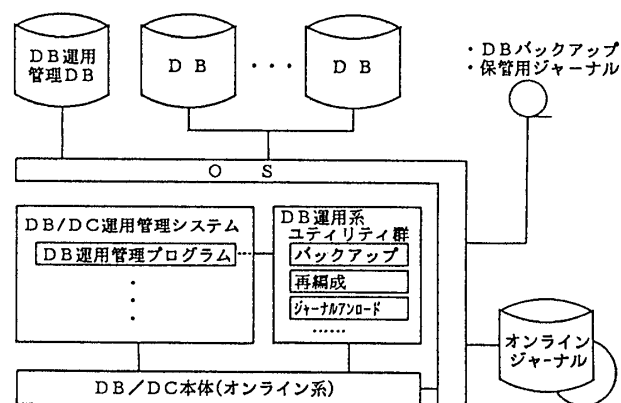 DB運用
管理DB
DB
・・・
DB
・DBバックアップ
・保管用ジャーナル
OS
DB/DC運用管理システム
DB運用管理プログラム
・
・
・
DB運用系
ユティリティ群
バックアップ
再編成
ジャーナルアンロード
……
オンライン
ジャーナル
DB/DC本体(オンライン系)